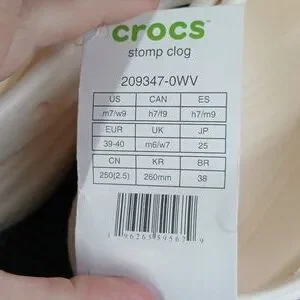 crocs™
stomp clog
209347-0WV
US CAN ES
m7/w9 h7/f9 h7/m9
EUR UK JP
39-40 m6/w7 25
CN KR BR
250(2.5) 260mm 38